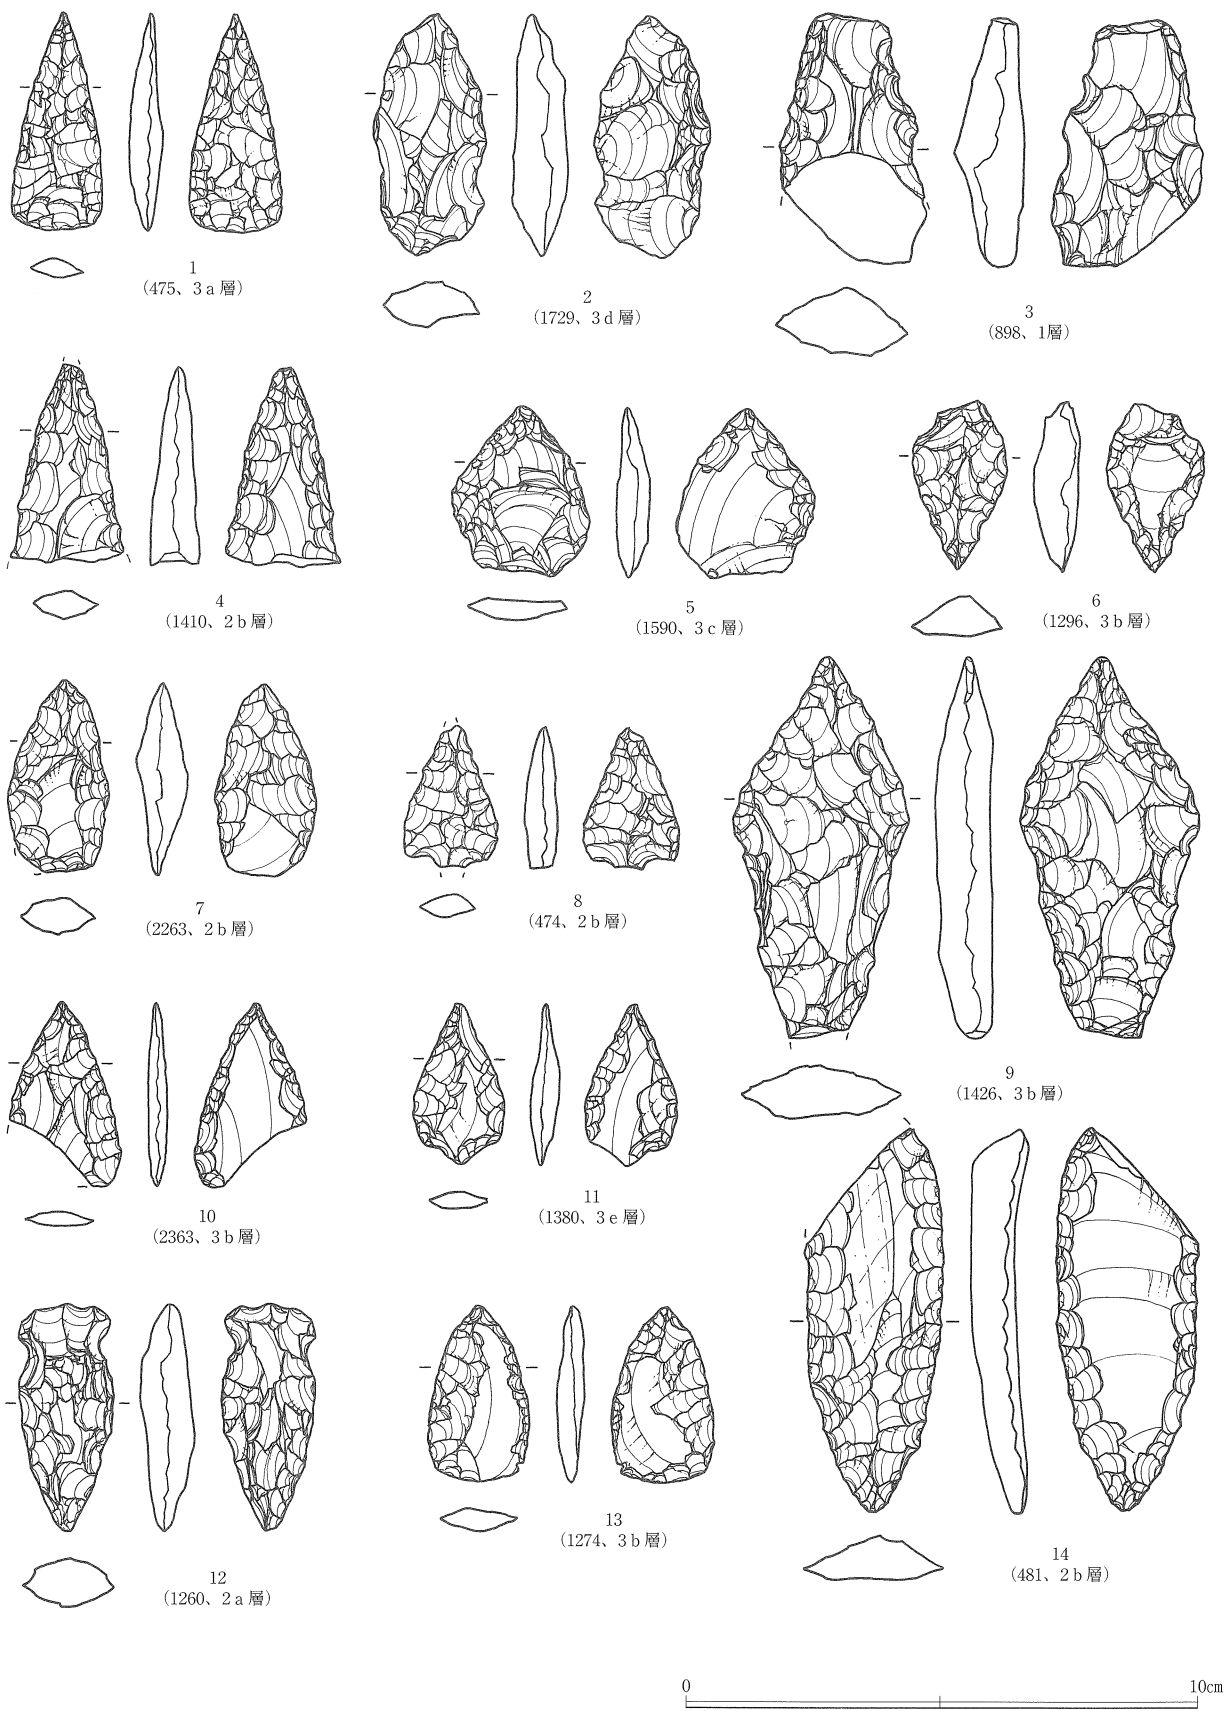 1
(475、3a層)
2
(1729、3d層)
3
(898、1層)
4
(1410、2b層)
5
(1590、3c層)
6
(1296、3b層)
7
(2263、2b層)
8
(474、2b層)
9
(1426、3b層)
10
(2363、3b層)
11
(1380、3e層)
12
(1260、2a層)
13
(1274、3b層)
14
(481、2b層)
0 10cm